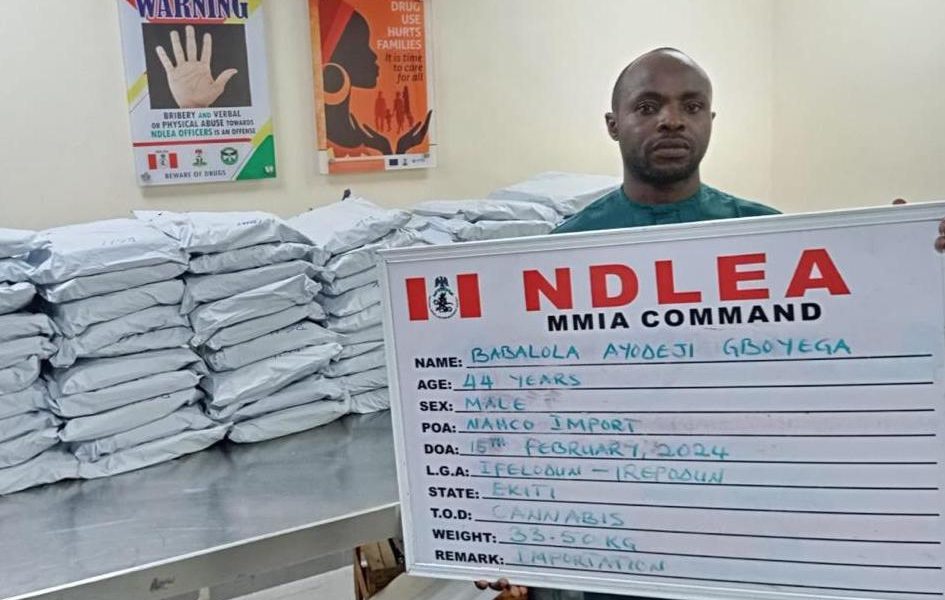 WARNING
BRIBERY AND VERBAL
OR PHYSICAL ABUSE TOWARDS
NDLEA OFFICERS IS AN OFFENSE
BEWARE OF DRUGS
DRUG
USE
HURTS
FAMILIES
It is time
to care
for all
NDLEA
MMIA COMMAND
NAME: BABALOLA AYODEJI GBOYEGA
AGE: 44 YEARS
SEX: MALE
POA: NAHCO IMPORT
DOA: 15TH FEBRUARY, 2024
L.G.A: IFELODUN - IREPODUN
STATE: EKITI
T.O.D: CANNABIS
WEIGHT: 33.50KG
REMARK: IMPORTATION